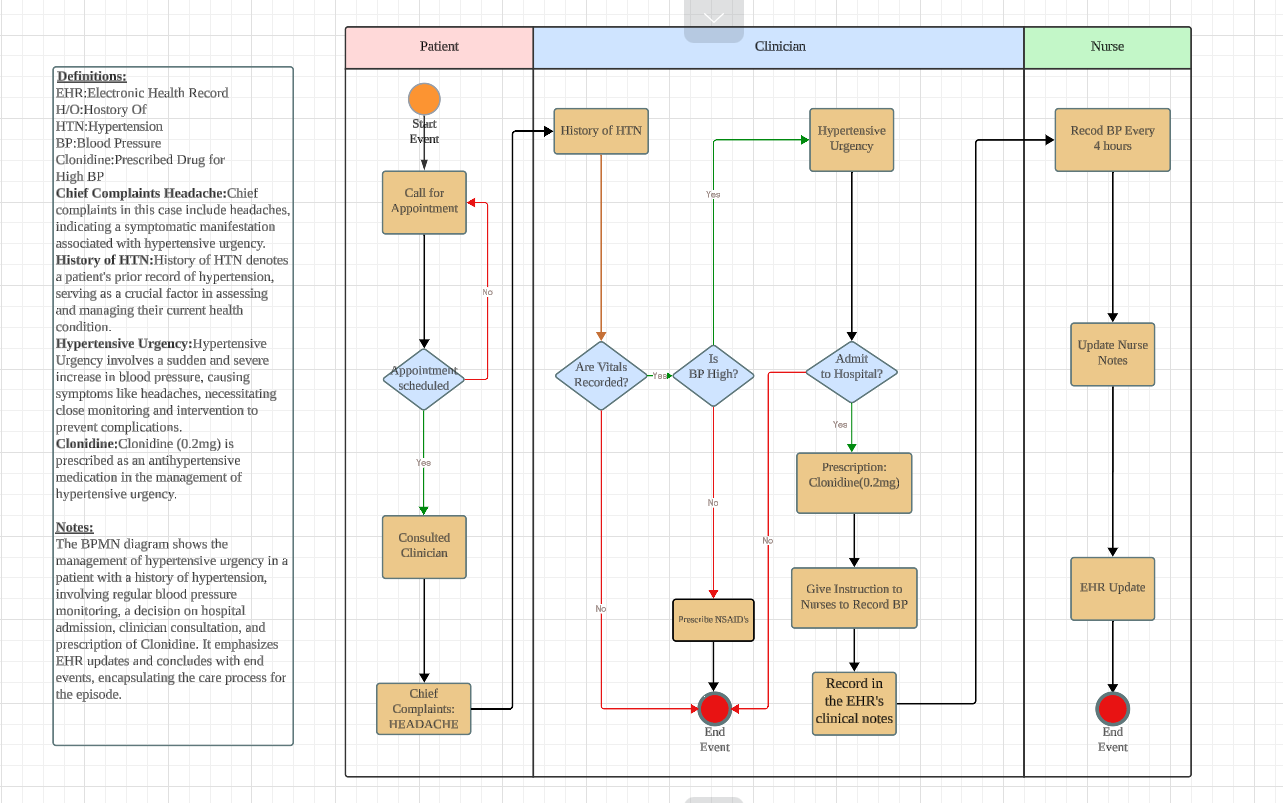 Definitions:
EHR:Electronic Health Record
H/O:Hostory Of
HTN:Hypertension
BP:Blood Pressure
Clonidine:Prescribed Drug for
High BP
Chief Complaints Headache:Chief
complaints in this case include headaches,
indicating a symptomatic manifestation
associated with hypertensive urgency.
History of HTN:History of HTN denotes
a patient's prior record of hypertension,
serving as a crucial factor in assessing
and managing their current health
condition.
Hypertensive Urgency:Hypertensive
Urgency involves a sudden and severe
increase in blood pressure, causing
symptoms like headaches, necessitating
close monitoring and intervention to
prevent complications.
Clonidine:Clonidine (0.2mg) is
prescribed as an antihypertensive
medication in the management of
hypertensive urgency.
Notes:
The BPMN diagram shows the
management of hypertensive urgency in a
patient with a history of hypertension,
involving regular blood pressure
monitoring, a decision on hospital
admission, clinician consultation, and
prescription of Clonidine. It emphasizes
EHR updates and concludes with end
events, encapsulating the care process for
the episode.
Patient
Start
Event
Call for
Appointment
No
Appointment
scheduled
Yes
Consulted
Clinician
Chief
Complaints:
HEADACHE
Clinician
History of HTN
Are Vitals
Recorded?
Yes
No
Is
BP High?
Yes
No
Prescribe NSAID's
End
Event
Hypertensive
Urgency
Admit
to Hospital?
No
Yes
Prescription:
Clonidine(0.2mg)
Give Instruction to
Nurses to Record BP
Record in
the EHR's
clinical notes
Nurse
Recod BP Every
4 hours
Update Nurse
Notes
EHR Update
End
Event